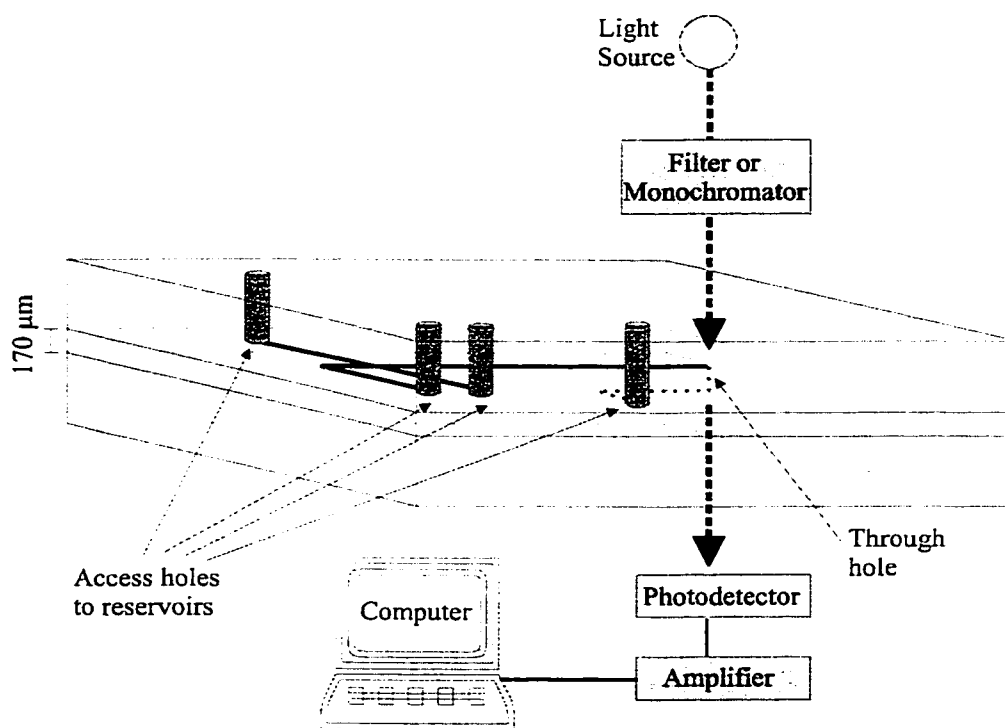 Light
Source
Filter or
Monochromator
170 μm
Through
hole
Access holes
to reservoirs
Computer
Photodetector
Amplifier